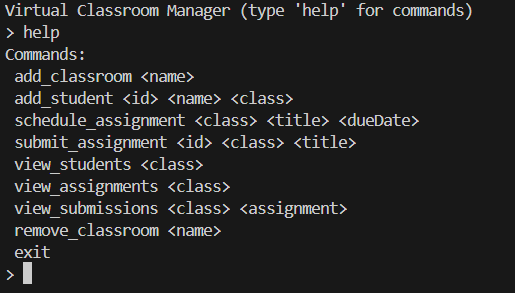 Virtual Classroom Manager (type 'help' for commands)
> help
Commands:
 add_classroom <name>
 add_student <id> <name> <class>
 schedule_assignment <class> <title> <dueDate>
 submit_assignment <id> <class> <title>
 view_students <class>
 view_assignments <class>
 view_submissions <class> <assignment>
 remove_classroom <name>
 exit
>